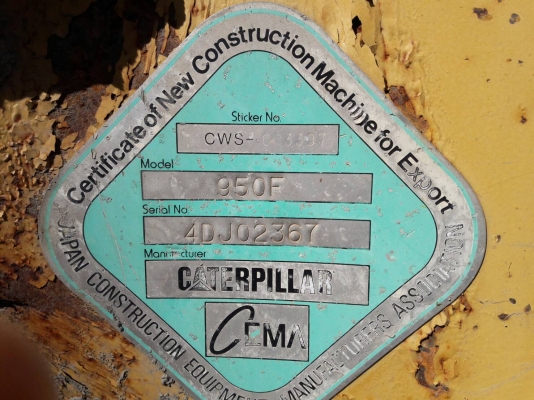 Certificate of New Construction Machine for Export
Sticker No.
CWS-
Model
950F
Serial No.
4DJ02367
Manufacturer
CATERPILLAR
CEMA
JAPAN CONSTRUCTION EQUIPMENT MANUFACTURERS ASSOCIATION